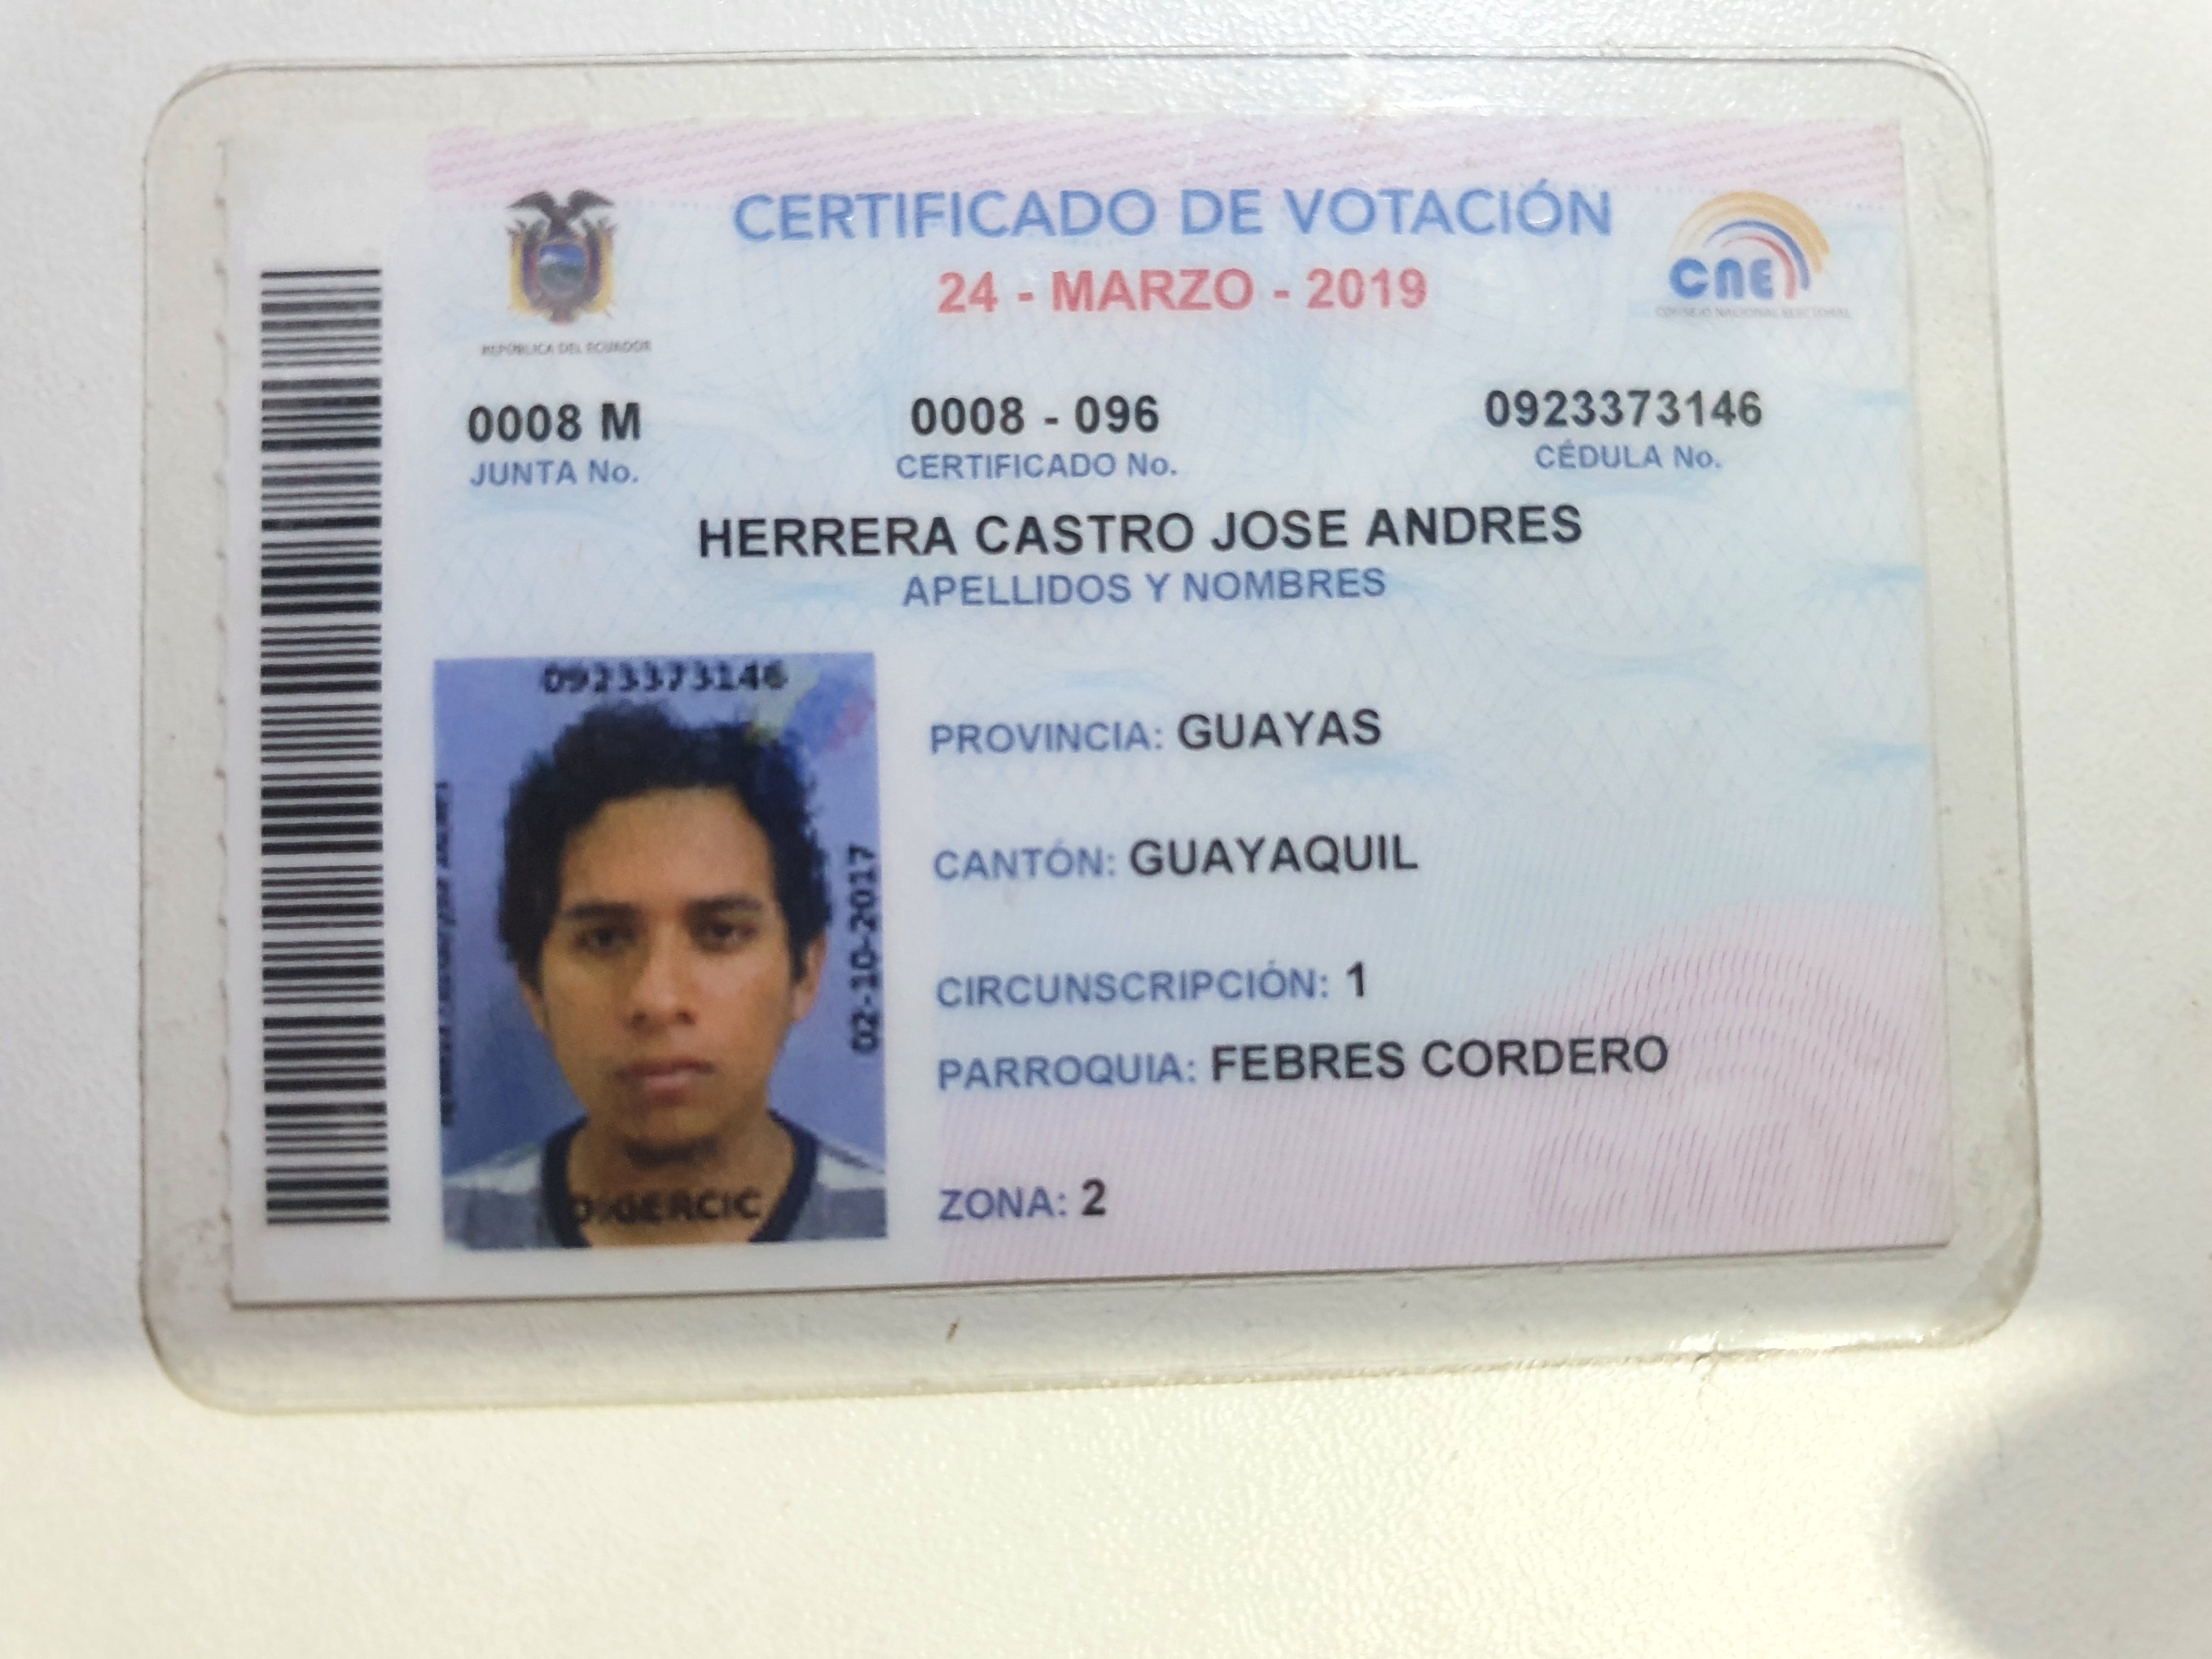 CERTIFICADO DE VOTACIÓN
24 - MARZO - 2019
REPÚBLICA DEL ECUADOR
CNE
CONSEJO NACIONAL ELECTORAL
0008 M
JUNTA No.
0008 - 096
CERTIFICADO No.
0923373146
CÉDULA No.
HERRERA CASTRO JOSE ANDRES
APELLIDOS Y NOMBRES
0923373146
02-10-2017
PROVINCIA: GUAYAS
CANTÓN: GUAYAQUIL
CIRCUNSCRIPCIÓN: 1
PARROQUIA: FEBRES CORDERO
ZONA: 2